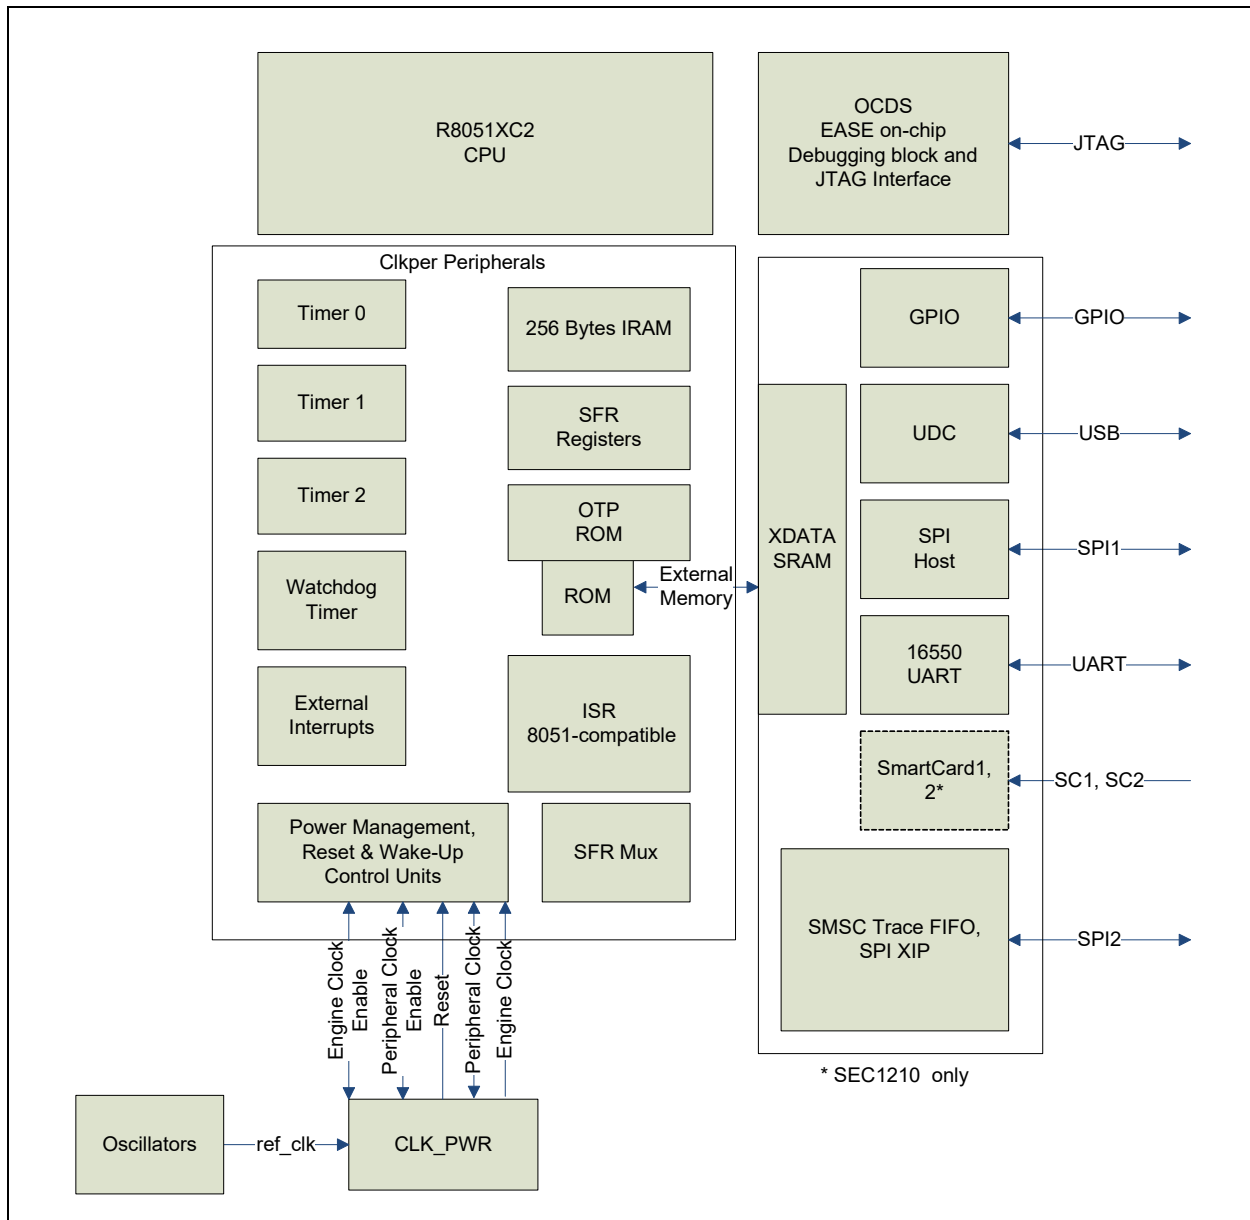 R8051XC2
CPU
OCDS
EASE on-chip
Debugging block and
JTAG Interface
JTAG
Clkper Peripherals
Timer 0
Timer 1
Timer 2
Watchdog
Timer
External
Interrupts
Power Management,
Reset & Wake-Up
Control Units
256 Bytes IRAM
SFR
Registers
OTP
ROM
ROM
External
Memory
ISR
8051-compatible
SFR Mux
XDATA
SRAM
GPIO
GPIO
UDC
USB
SPI
Host
SPI1
16550
UART
UART
SmartCard1,
2*
SC1, SC2
SMSC Trace FIFO,
SPI XIP
SPI2
* SEC1210 only
Engine Clock
Enable
Peripheral Clock
Enable
Reset
Peripheral Clock
Engine Clock
Oscillators
ref_clk
CLK_PWR